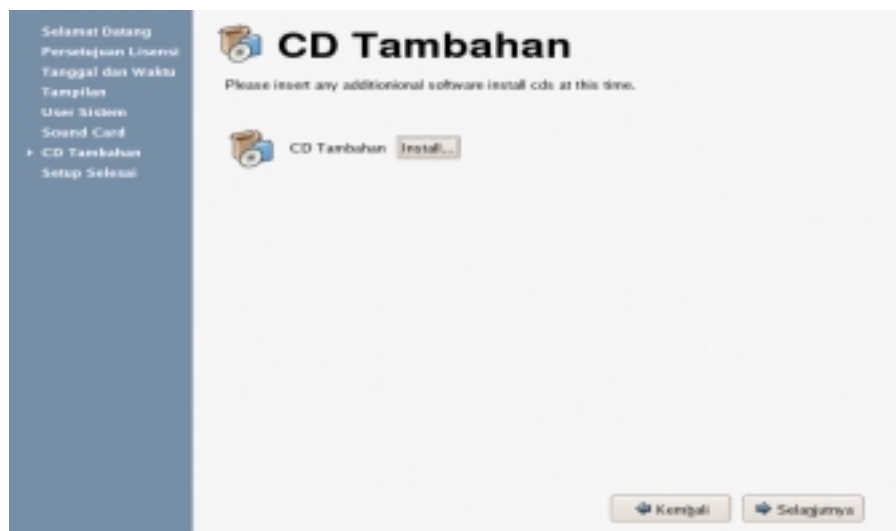 Selamat Datang
Persetujuan Lisensi
Tanggal dan Waktu
Tampilan
User Sistem
Sound Card
CD Tambahan
Setup Selesai
CD Tambahan
Please insert any additionional software install cds at this time.
CD Tambahan Install...
Kembali Selanjutnya